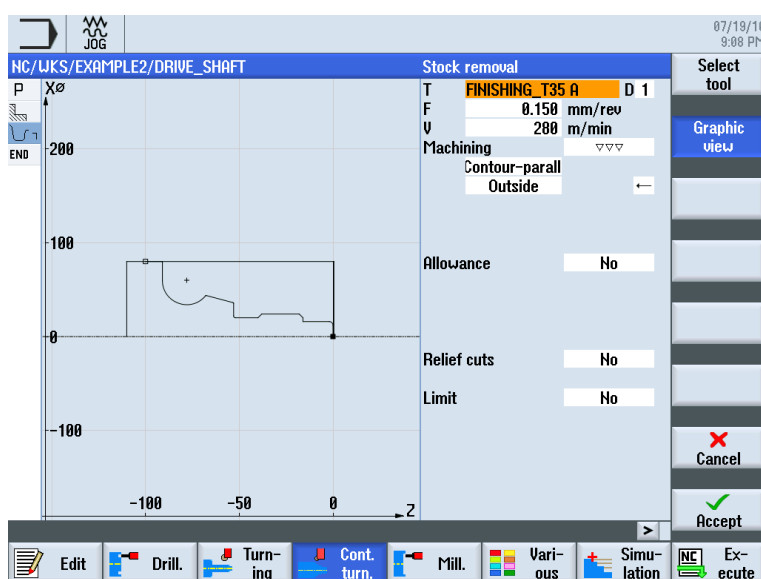 JOG
07/19/10
9:08 PM
NC/WKS/EXAMPLE2/DRIVE_SHAFT
Stock removal
Select
tool
P
END
XØ
-200
-100
-0
--100
-100
-50
0
Z
T FINISHING_T35 A D 1
F 0.150 mm/rev
V 280 m/min
Machining ▽▽▽
Contour-parall
Outside ←
Allowance No
Relief cuts No
Limit No
Graphic
view
Cancel
Accept
>
Edit
Drill.
Turn-
ing
Cont.
turn.
Mill.
Vari-
ous
Simu-
lation
NC Ex-
ecute